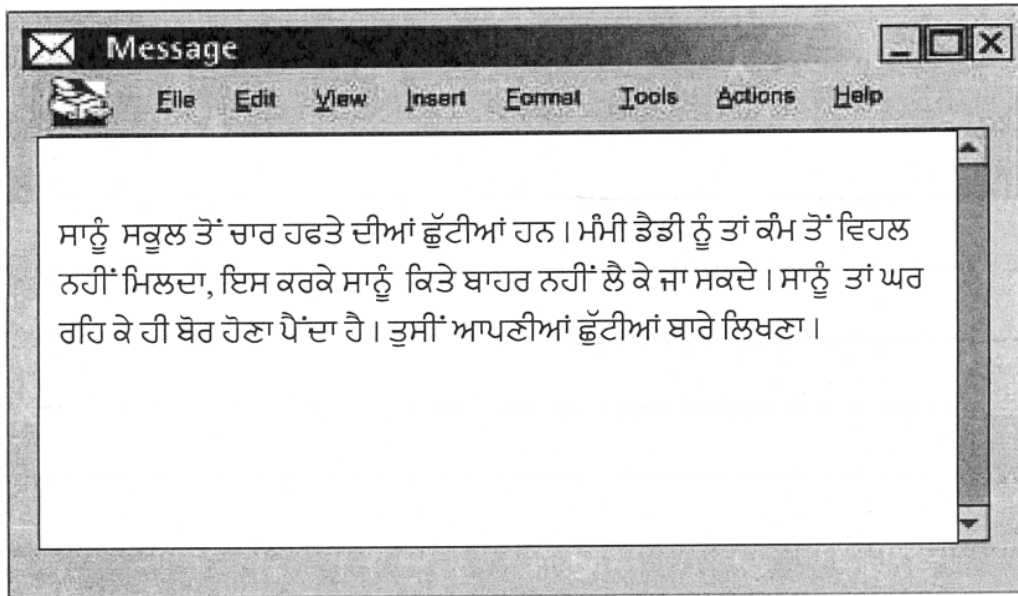 Message
File Edit View Insert Format Tools Actions Help
ਸਾਨੂੰ ਸਕੂਲ ਤੋਂ ਚਾਰ ਹਫਤੇ ਦੀਆਂ ਛੁੱਟੀਆਂ ਹਨ। ਮੰਮੀ ਡੈਡੀ ਨੂੰ ਤਾਂ ਕੰਮ ਤੋਂ ਵਿਹਲ
ਨਹੀਂ ਮਿਲਦਾ, ਇਸ ਕਰਕੇ ਸਾਨੂੰ ਕਿਤੇ ਬਾਹਰ ਨਹੀਂ ਲੈ ਕੇ ਜਾ ਸਕਦੇ। ਸਾਨੂੰ ਤਾਂ ਘਰ
ਰਹਿ ਕੇ ਹੀ ਬੋਰ ਹੋਣਾ ਪੈਂਦਾ ਹੈ। ਤੁਸੀਂ ਆਪਣੀਆਂ ਛੁੱਟੀਆਂ ਬਾਰੇ ਲਿਖਣਾ।